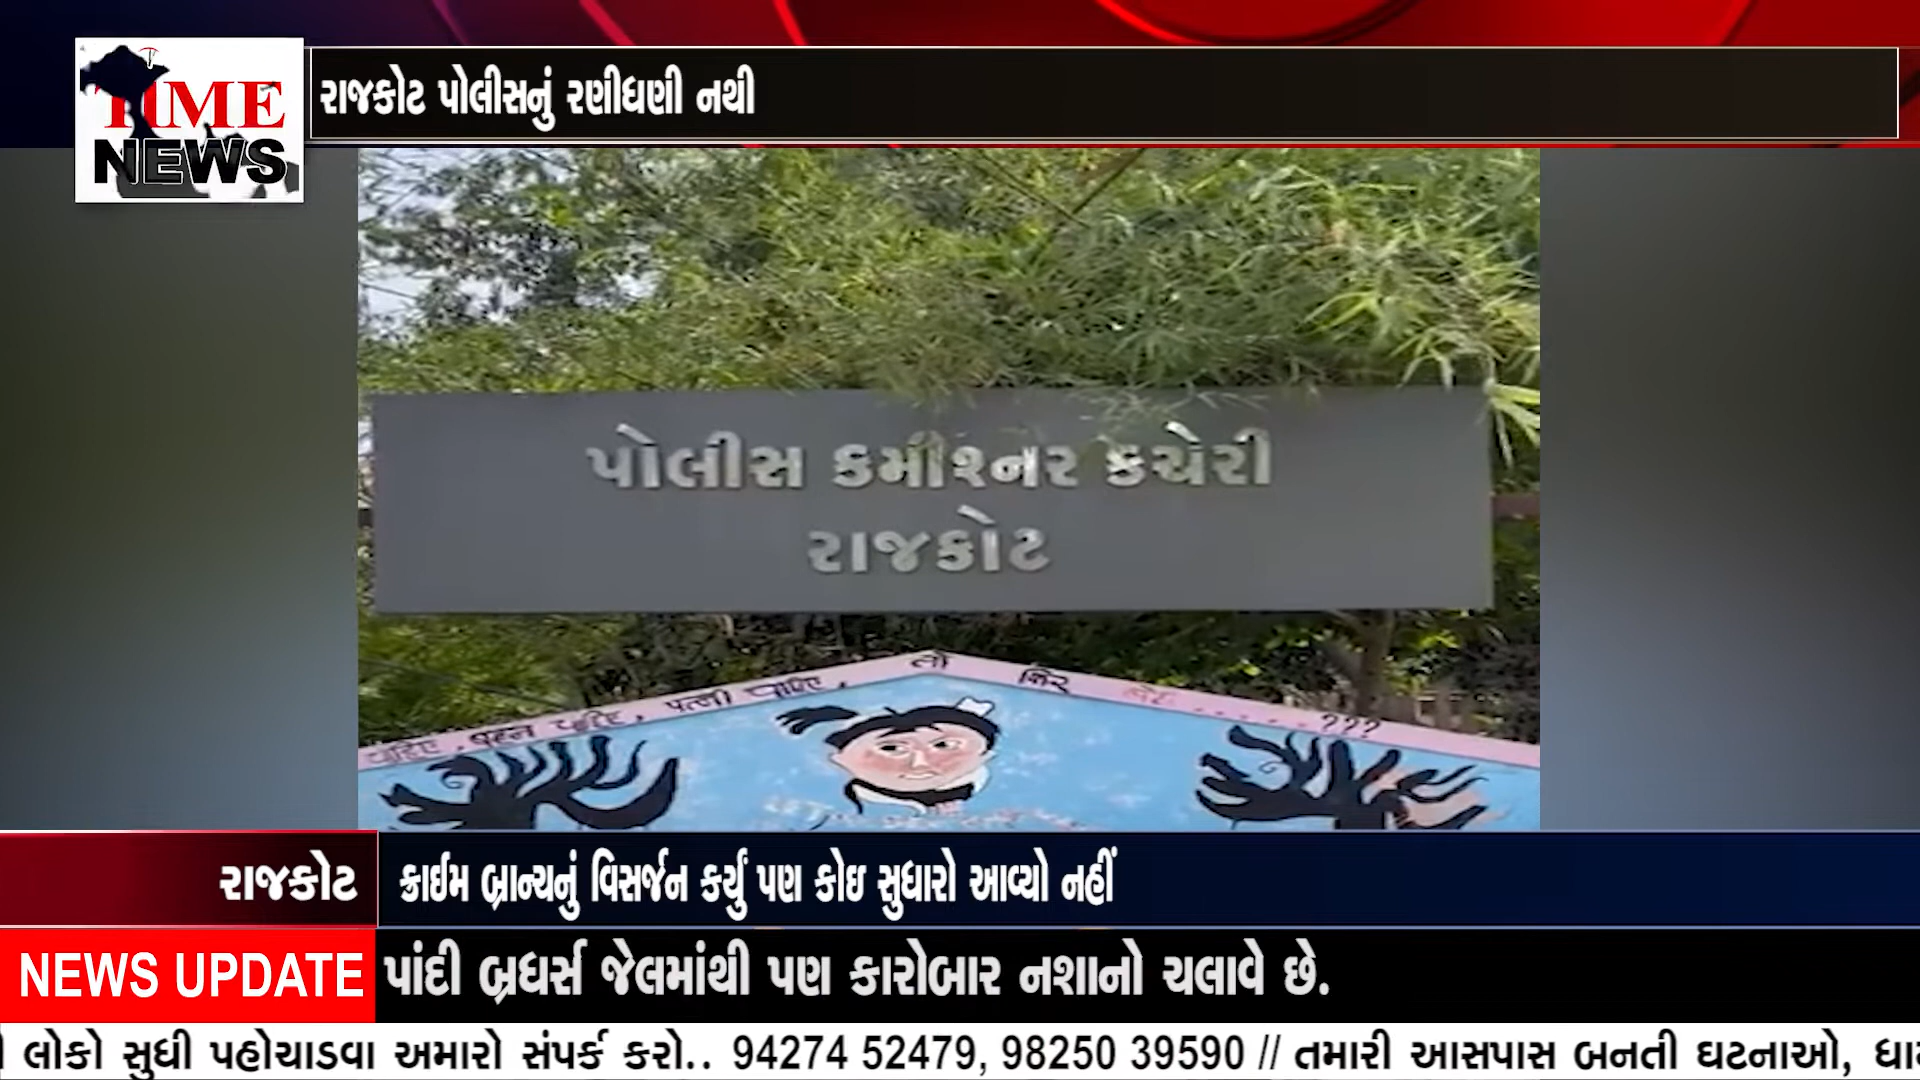 TIME
NEWS
રાજકોટ પોલીસનું રણીધણી નથી
પોલીસ કમીશ્નર કચેરી
રાજકોટ
ચાહિએ, બહન ચાહિએ, પત્ની ચાહિએ, તો ફિર ......???
રાજકોટ
ક્રાઈમ બ્રાન્ચનું વિસર્જન કર્યું પણ કોઇ સુધારો આવ્યો નહીં
NEWS UPDATE
પાંદી બ્રધર્સ જેલમાંથી પણ કારોબાર નશાનો ચલાવે છે.
લોકો સુધી પહોચાડવા અમારો સંપર્ક કરો.. 94274 52479, 98250 39590 // તમારી આસપાસ બનતી ઘટનાઓ,